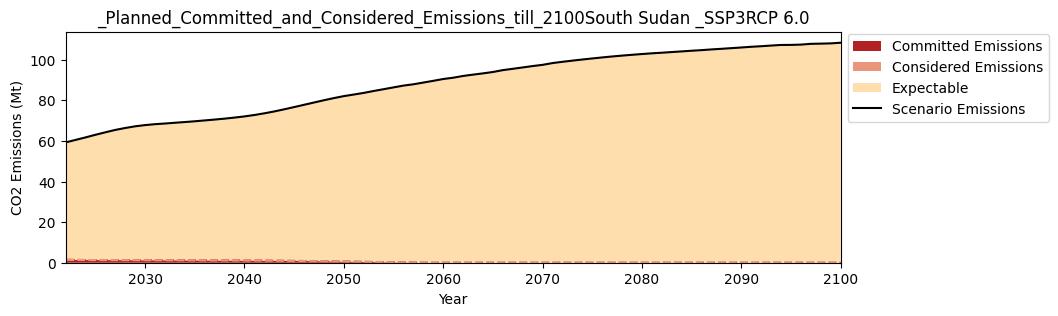 _Planned_Committed_and_Considered_Emissions_till_2100South Sudan _SSP3RCP 6.0
Committed Emissions
Considered Emissions
Expectable
Scenario Emissions
CO2 Emissions (Mt)
100
80
60
40
20
0
2030 2040 2050 2060 2070 2080 2090 2100
Year